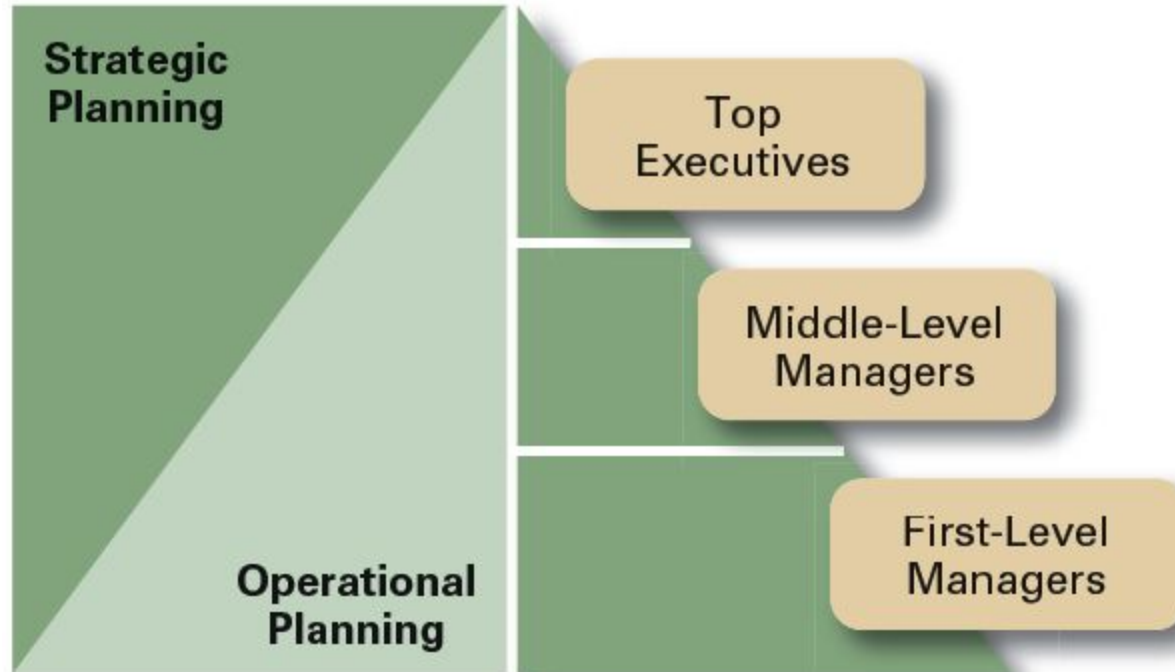 Strategic
Planning
Top
Executives
Middle-Level
Managers
First-Level
Managers
Operational
Planning